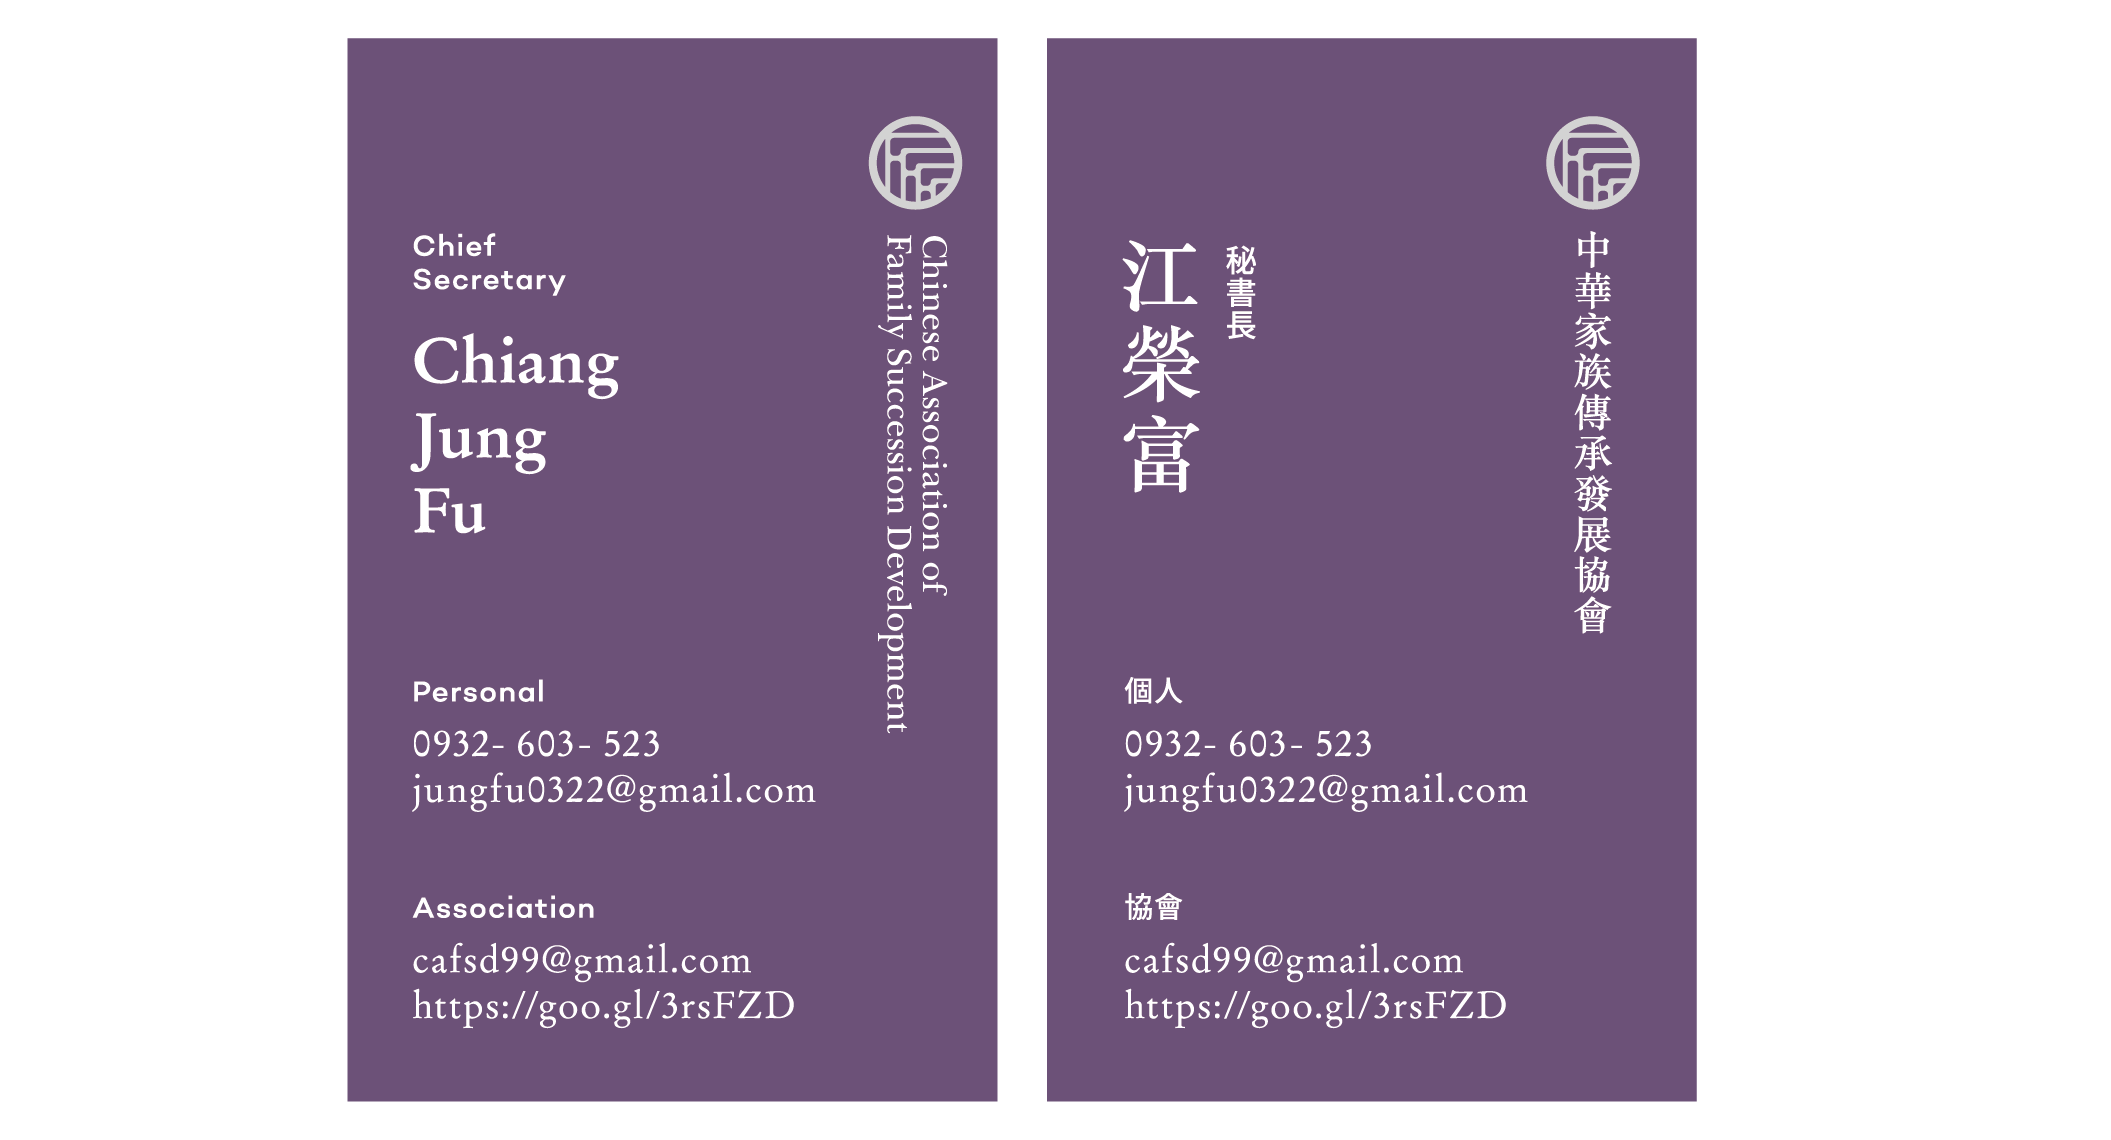 Chief
Secretary
Chiang
Jung
Fu
Chinese Association of
Family Succession Development
Personal
0932- 603- 523
jungfu0322@gmail.com
Association
cafsd99@gmail.com
https://goo.gl/3rsFZD
中華家族傳承發展協會
秘書長
江榮富
個人
0932- 603- 523
jungfu0322@gmail.com
協會
cafsd99@gmail.com
https://goo.gl/3rsFZD